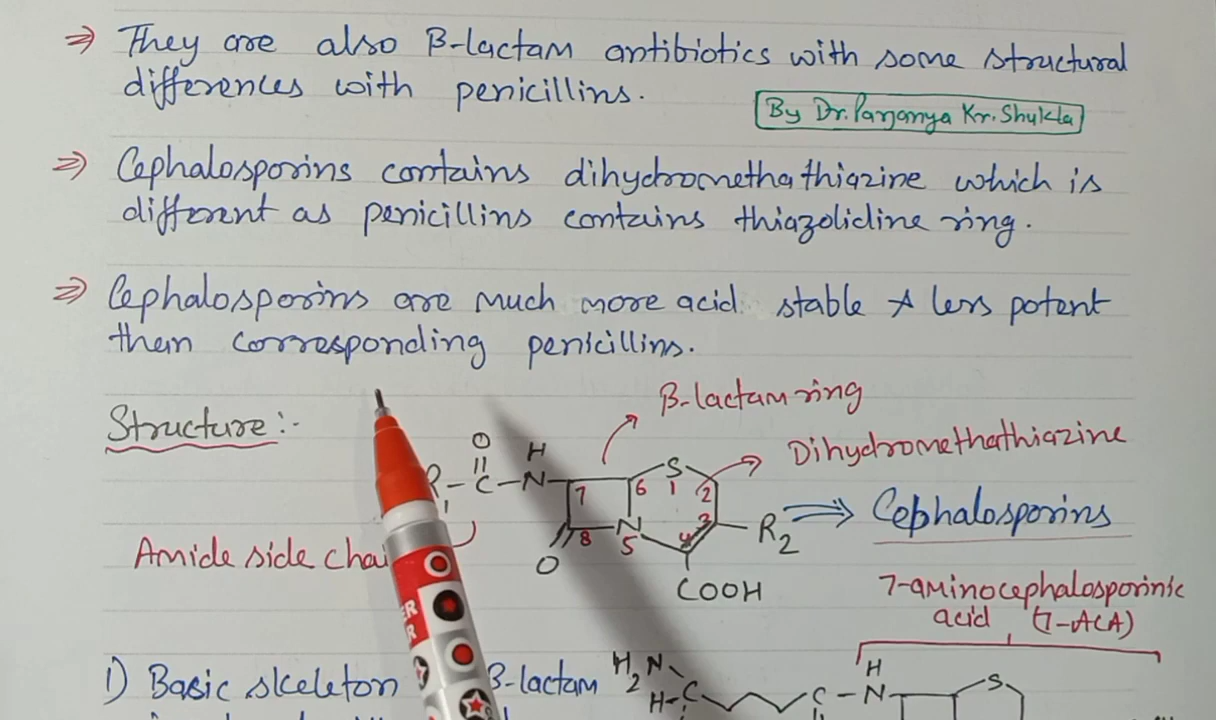 ⇒ They are also β-lactam antibiotics with some structural
differences with penicillins.
By Dr. Parjanya Kr. Shukla
⇒ Cephalosporins contains dihydromethathiazine which is
different as penicillins contains thiazolidine ring.
⇒ Cephalosporins are much more acid stable & less potent
than corresponding penicillins.
Structure:-
β-lactam ring
Dihydromethathiazine
O H
R-C-N 7 6 S 1 2 3 R2 ⇒ Cephalosporins
8 N 5 4
O
COOH
Amide side chai
7-aminocephalosporinic
acid (7-ACA)
1) Basic skeleton β-lactam
H2N
H-C C-N H S